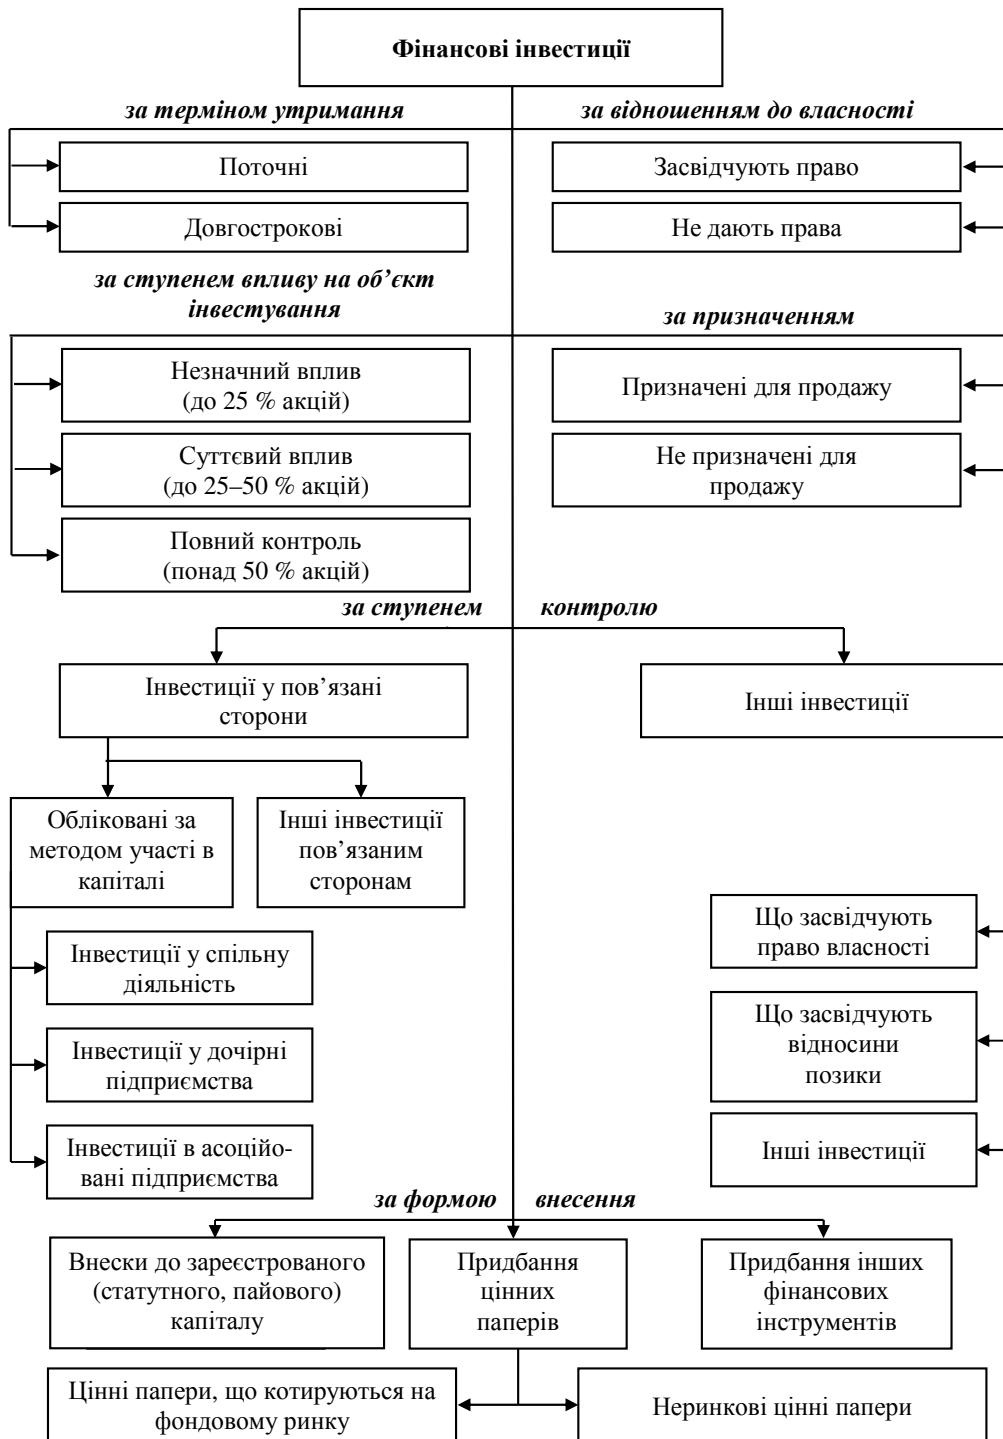 Фінансові інвестиції
за терміном утримання
Поточні
Довгострокові
за відношенням до власності
Засвідчують право
Не дають права
за ступенем впливу на об’єкт
інвестування
Незначний вплив
(до 25 % акцій)
Суттєвий вплив
(до 25–50 % акцій)
Повний контроль
(понад 50 % акцій)
за призначенням
Призначені для продажу
Не призначені для
продажу
за ступенем контролю
Інвестиції у пов’язані
сторони
Інші інвестиції
Обліковані за
методом участі в
капіталі
Інші інвестиції
пов’язаним
сторонам
Інвестиції у спільну
діяльність
Інвестиції у дочірні
підприємства
Інвестиції в асоційо-
вані підприємства
Що засвідчують
право власності
Що засвідчують
відносини
позики
Інші інвестиції
за формою внесення
Внески до зареєстрованого
(статутного, пайового)
капіталу
Придбання
цінних
паперів
Придбання інших
фінансових
інструментів
Цінні папери, що котируються на
фондовому ринку
Неринкові цінні папери